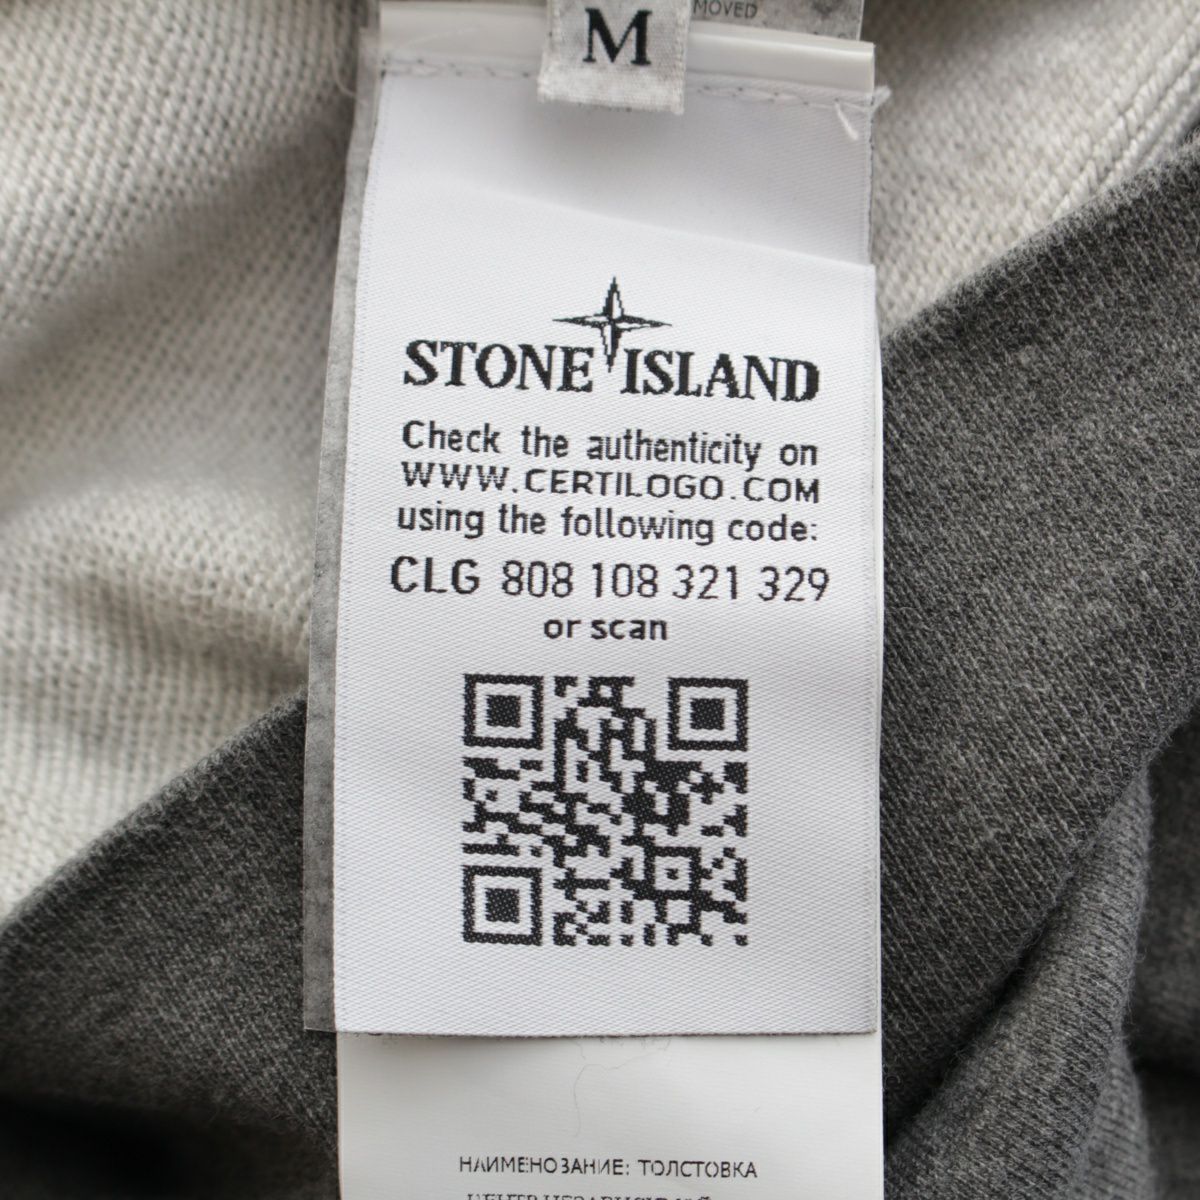 MOVED
M
STONE ISLAND
Check the authenticity on
WWW.CERTILOGO.COM
using the following code:
CLG 808 108 321 329
or scan
НАИМЕНОВАНИЕ: ТОЛСТОВКА